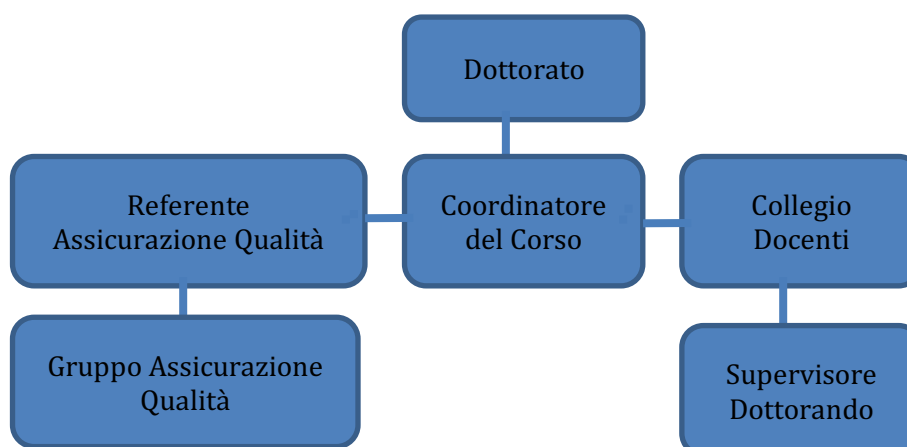 Dottorato
Referente
Assicurazione Qualità
Coordinatore
del Corso
Collegio
Docenti
Gruppo Assicurazione
Qualità
Supervisore
Dottorando